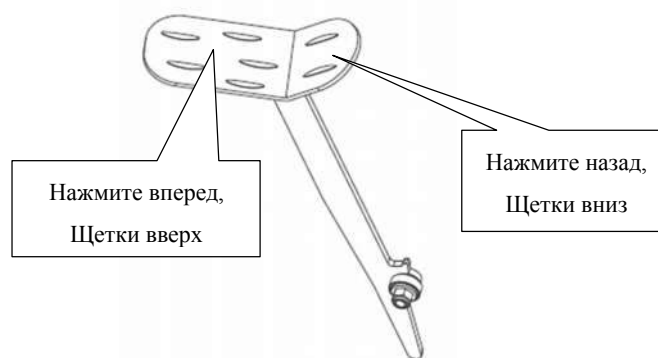 Нажмите вперед,
Щетки вверх
Нажмите назад,
Щетки вниз